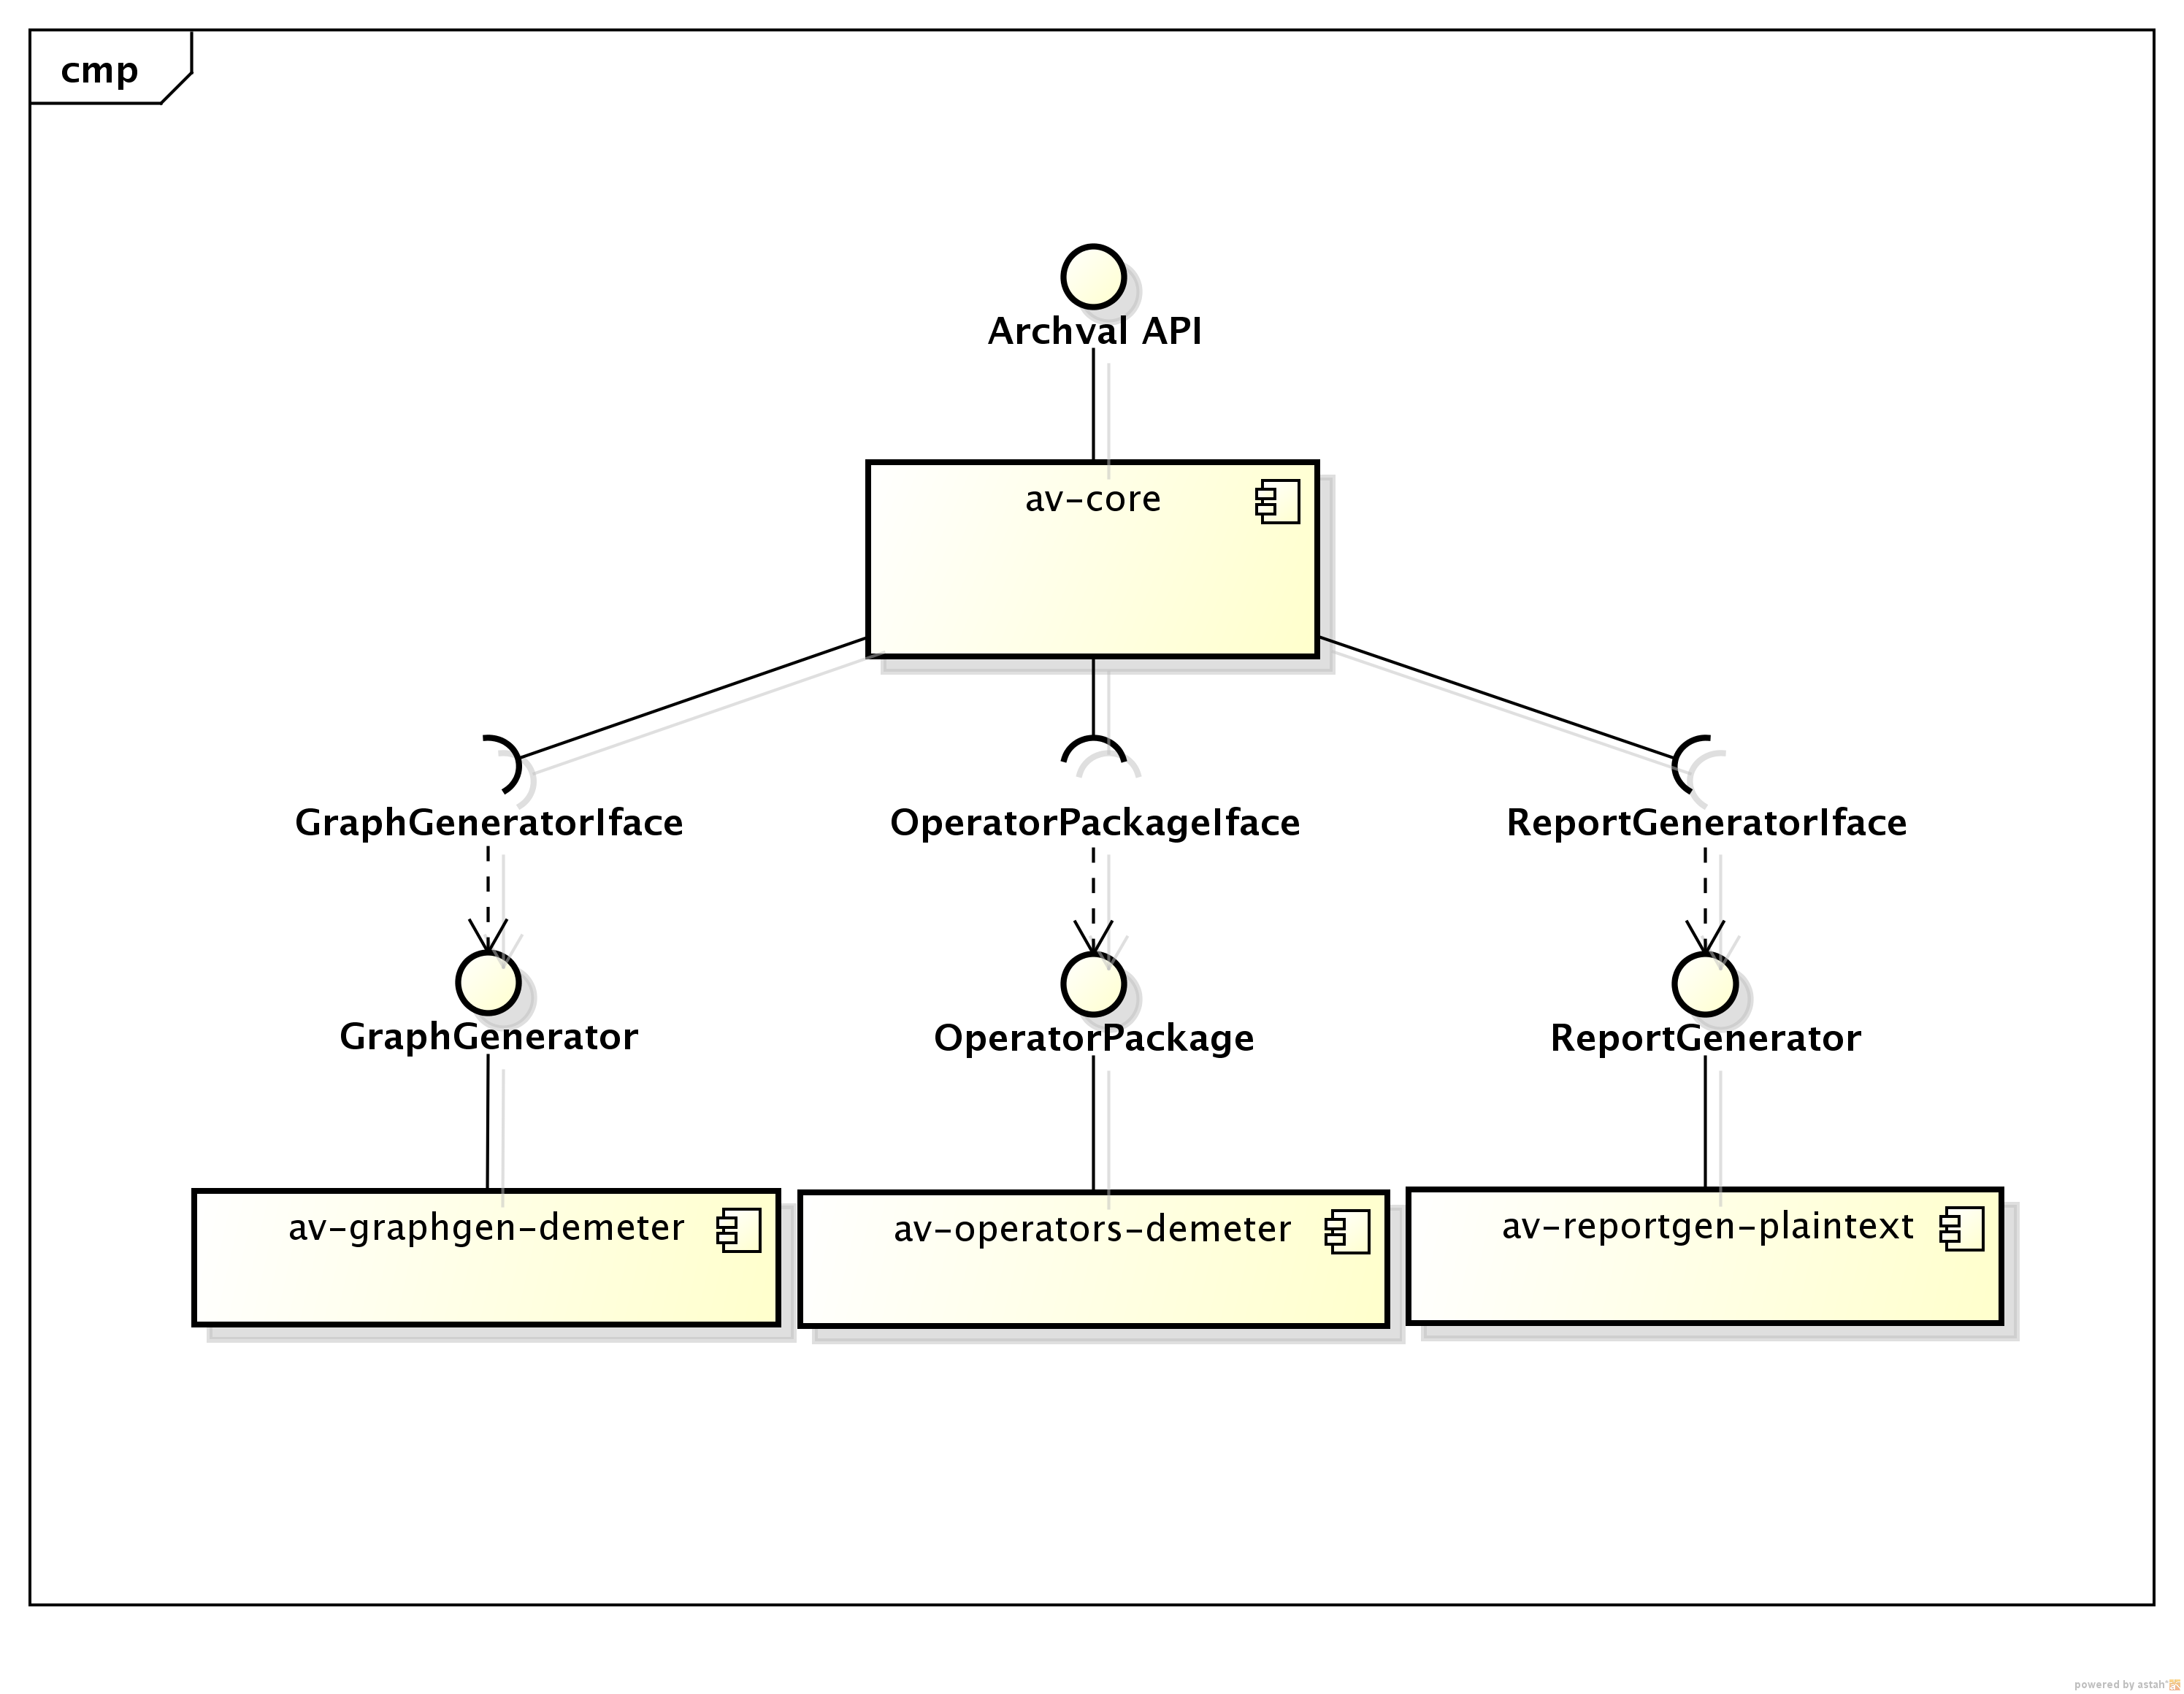 cmp
Archval API
av-core
GraphGeneratorIface
OperatorPackageIface
ReportGeneratorIface
GraphGenerator
OperatorPackage
ReportGenerator
av-graphgen-demeter
av-operators-demeter
av-reportgen-plaintext
powered by astah*